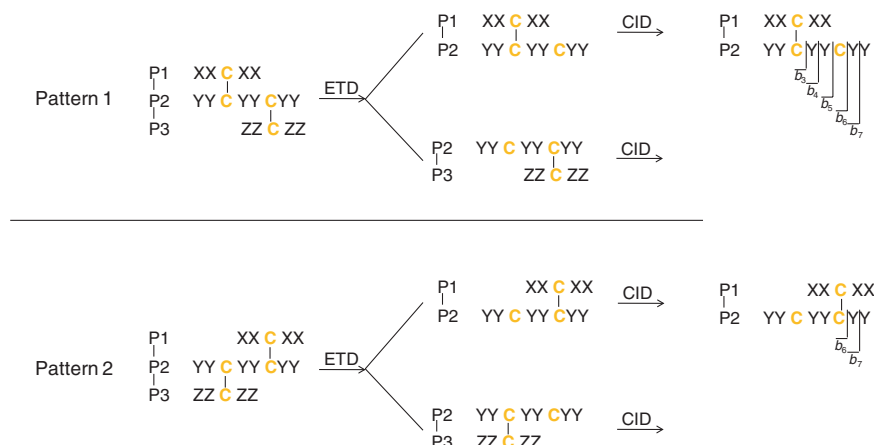 P1 XX C XX CID P1 XX C XX
P2 YY C YY CYY P2 YY C YY CYY
P1 XX C XX
Pattern 1 P2 YY C YY CYY ETD
P3 ZZ C ZZ
b3
b4
b5
b6
b7
P2 YY C YY CYY CID
P3 ZZ C ZZ
P1 XX C XX CID P1 XX C XX
P2 YY C YY CYY P2 YY C YY CYY
P1 XX C XX
Pattern 2 P2 YY C YY CYY ETD
P3 ZZ C ZZ
b6
b7
P2 YY C YY CYY CID
P3 ZZ C ZZ